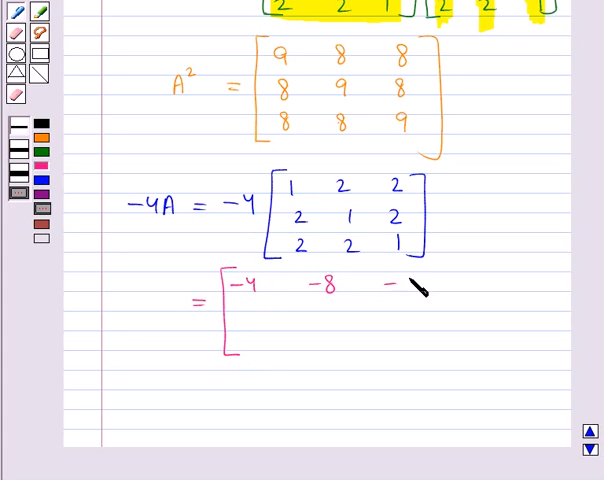 2 2 1 2 2
9 8 8
A² = 8 9 8
8 8 9
1 2 2
-4A = -4 2 1 2
2 2 1
= -4 -8 -